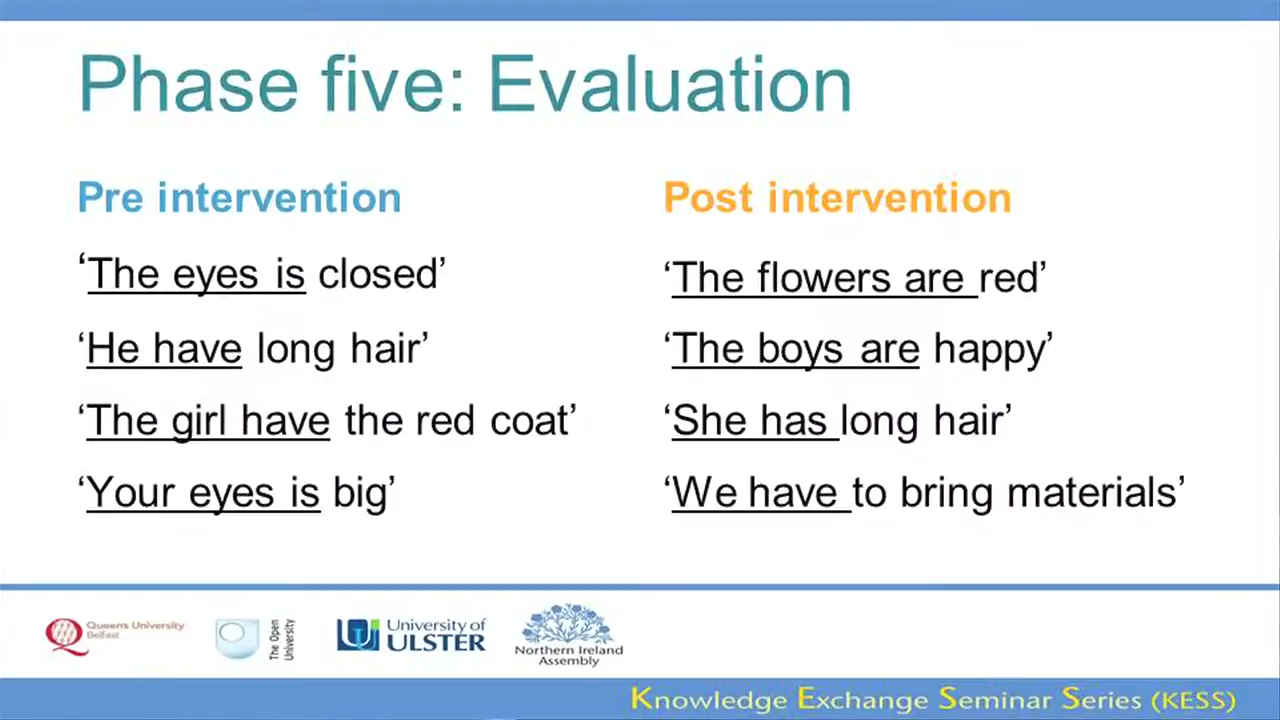 Phase five: Evaluation
Pre intervention
‘The eyes is closed’
‘He have long hair’
‘The girl have the red coat’
‘Your eyes is big’
Post intervention
‘The flowers are red’
‘The boys are happy’
‘She has long hair’
‘We have to bring materials’
Queen's University
Belfast
The Open
University
University of
ULSTER
Northern Ireland
Assembly
Knowledge Exchange Seminar Series (KESS)